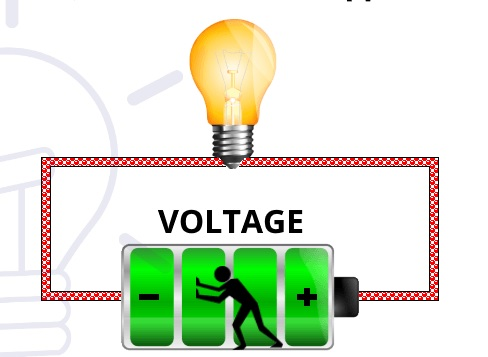 VOLTAGE
- +